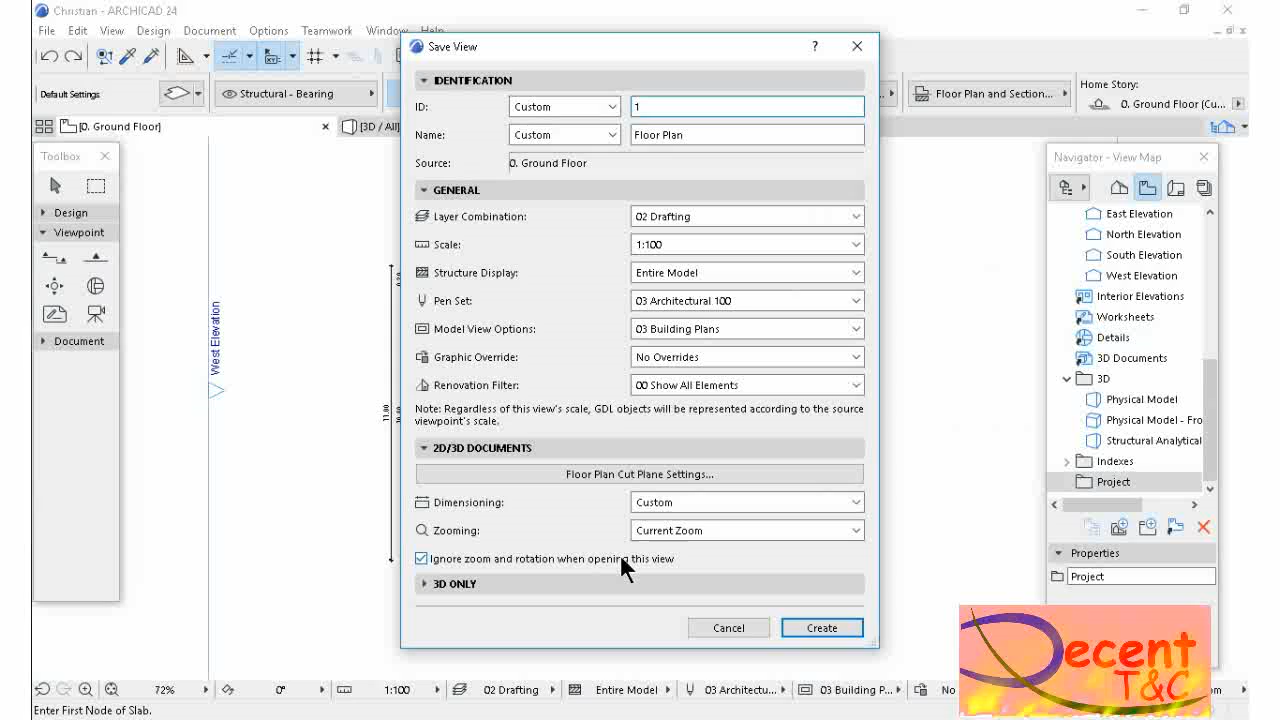 Christian - ARCHICAD 24
File Edit View Design Document Options Teamwork Window Help
Default Settings
Structural - Bearing
Floor Plan and Section...
Home Story:
0. Ground Floor (Cu...
[0. Ground Floor]
[3D / All]
Toolbox
Design
Viewpoint
Document
West Elevation
11.80
Save View
?
IDENTIFICATION
ID: Custom 1
Name: Custom Floor Plan
Source: 0. Ground Floor
GENERAL
Layer Combination: 02 Drafting
Scale: 1:100
Structure Display: Entire Model
Pen Set: 03 Architectural 100
Model View Options: 03 Building Plans
Graphic Override: No Overrides
Renovation Filter: 00 Show All Elements
Note: Regardless of this view's scale, GDL objects will be represented according to the source
viewpoint's scale.
2D/3D DOCUMENTS
Floor Plan Cut Plane Settings...
Dimensioning: Custom
Zooming: Current Zoom
Ignore zoom and rotation when opening this view
3D ONLY
Cancel Create
Navigator - View Map
East Elevation
North Elevation
South Elevation
West Elevation
Interior Elevations
Worksheets
Details
3D Documents
3D
Physical Model
Physical Model - Fro
Structural Analytical
Indexes
Project
Properties
Project
Decent
T&C
72% 0° 1:100 02 Drafting Entire Model 03 Architectu... 03 Building P... No
Enter First Node of Slab.